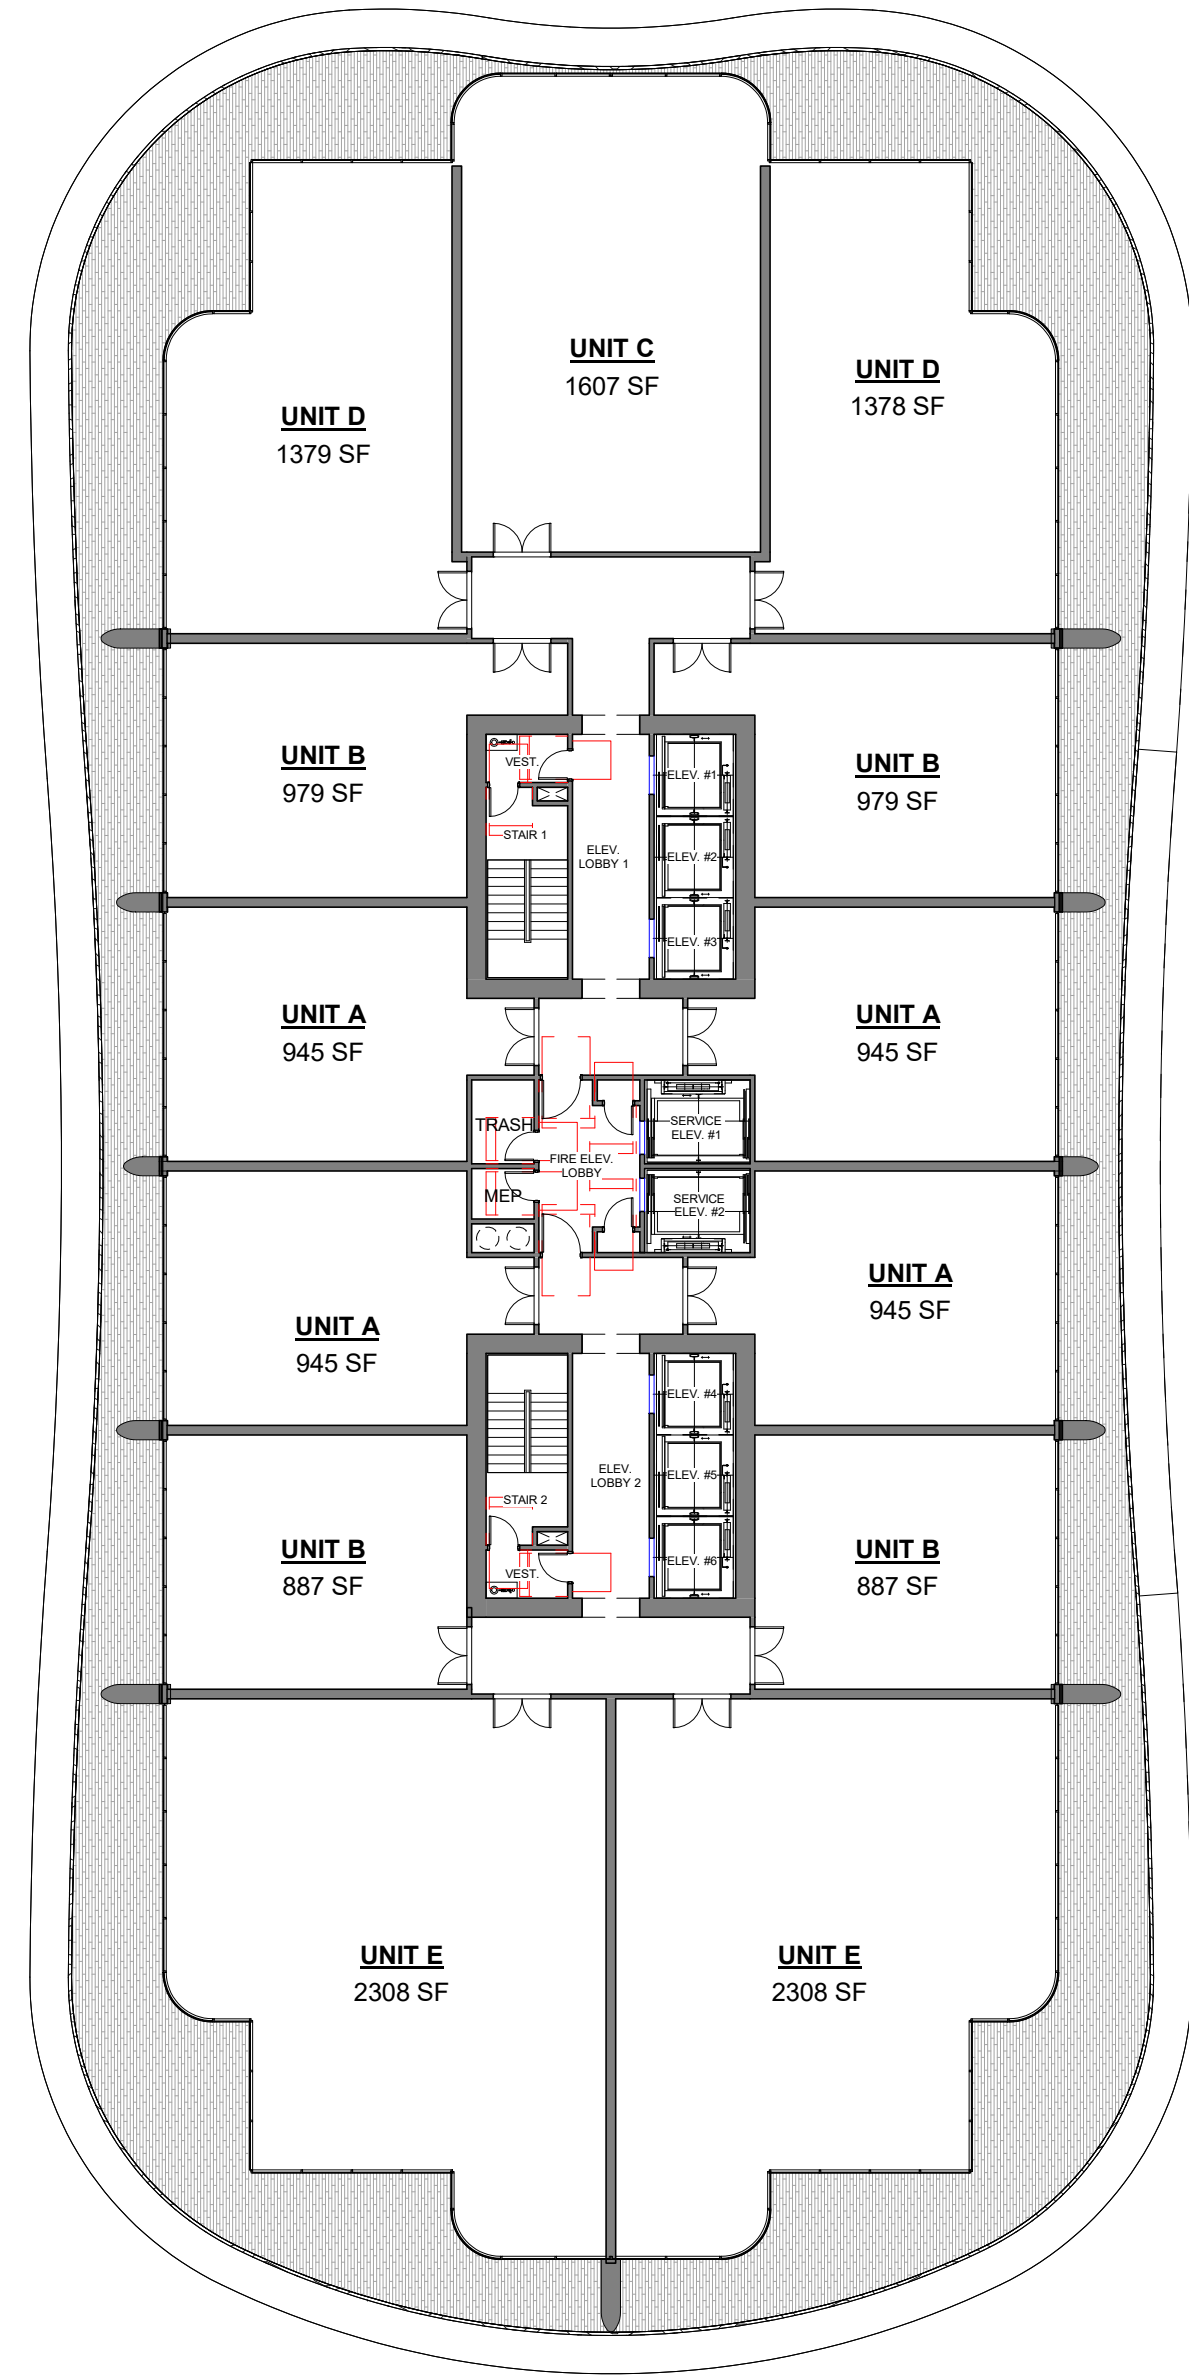 UNIT C
1607 SF
UNIT D
1378 SF
UNIT D
1379 SF
UNIT B
979 SF
VEST.
STAIR 1
ELEV.
LOBBY 1
ELEV. #1
ELEV. #2
ELEV. #3
UNIT B
979 SF
UNIT A
945 SF
UNIT A
945 SF
TRASH
FIRE ELEV.
LOBBY
MEP
SERVICE
ELEV. #1
SERVICE
ELEV. #2
UNIT A
945 SF
UNIT A
945 SF
ELEV. #4
ELEV. #5
ELEV. #6
ELEV.
LOBBY 2
STAIR 2
VEST.
UNIT B
887 SF
UNIT B
887 SF
UNIT E
2308 SF
UNIT E
2308 SF